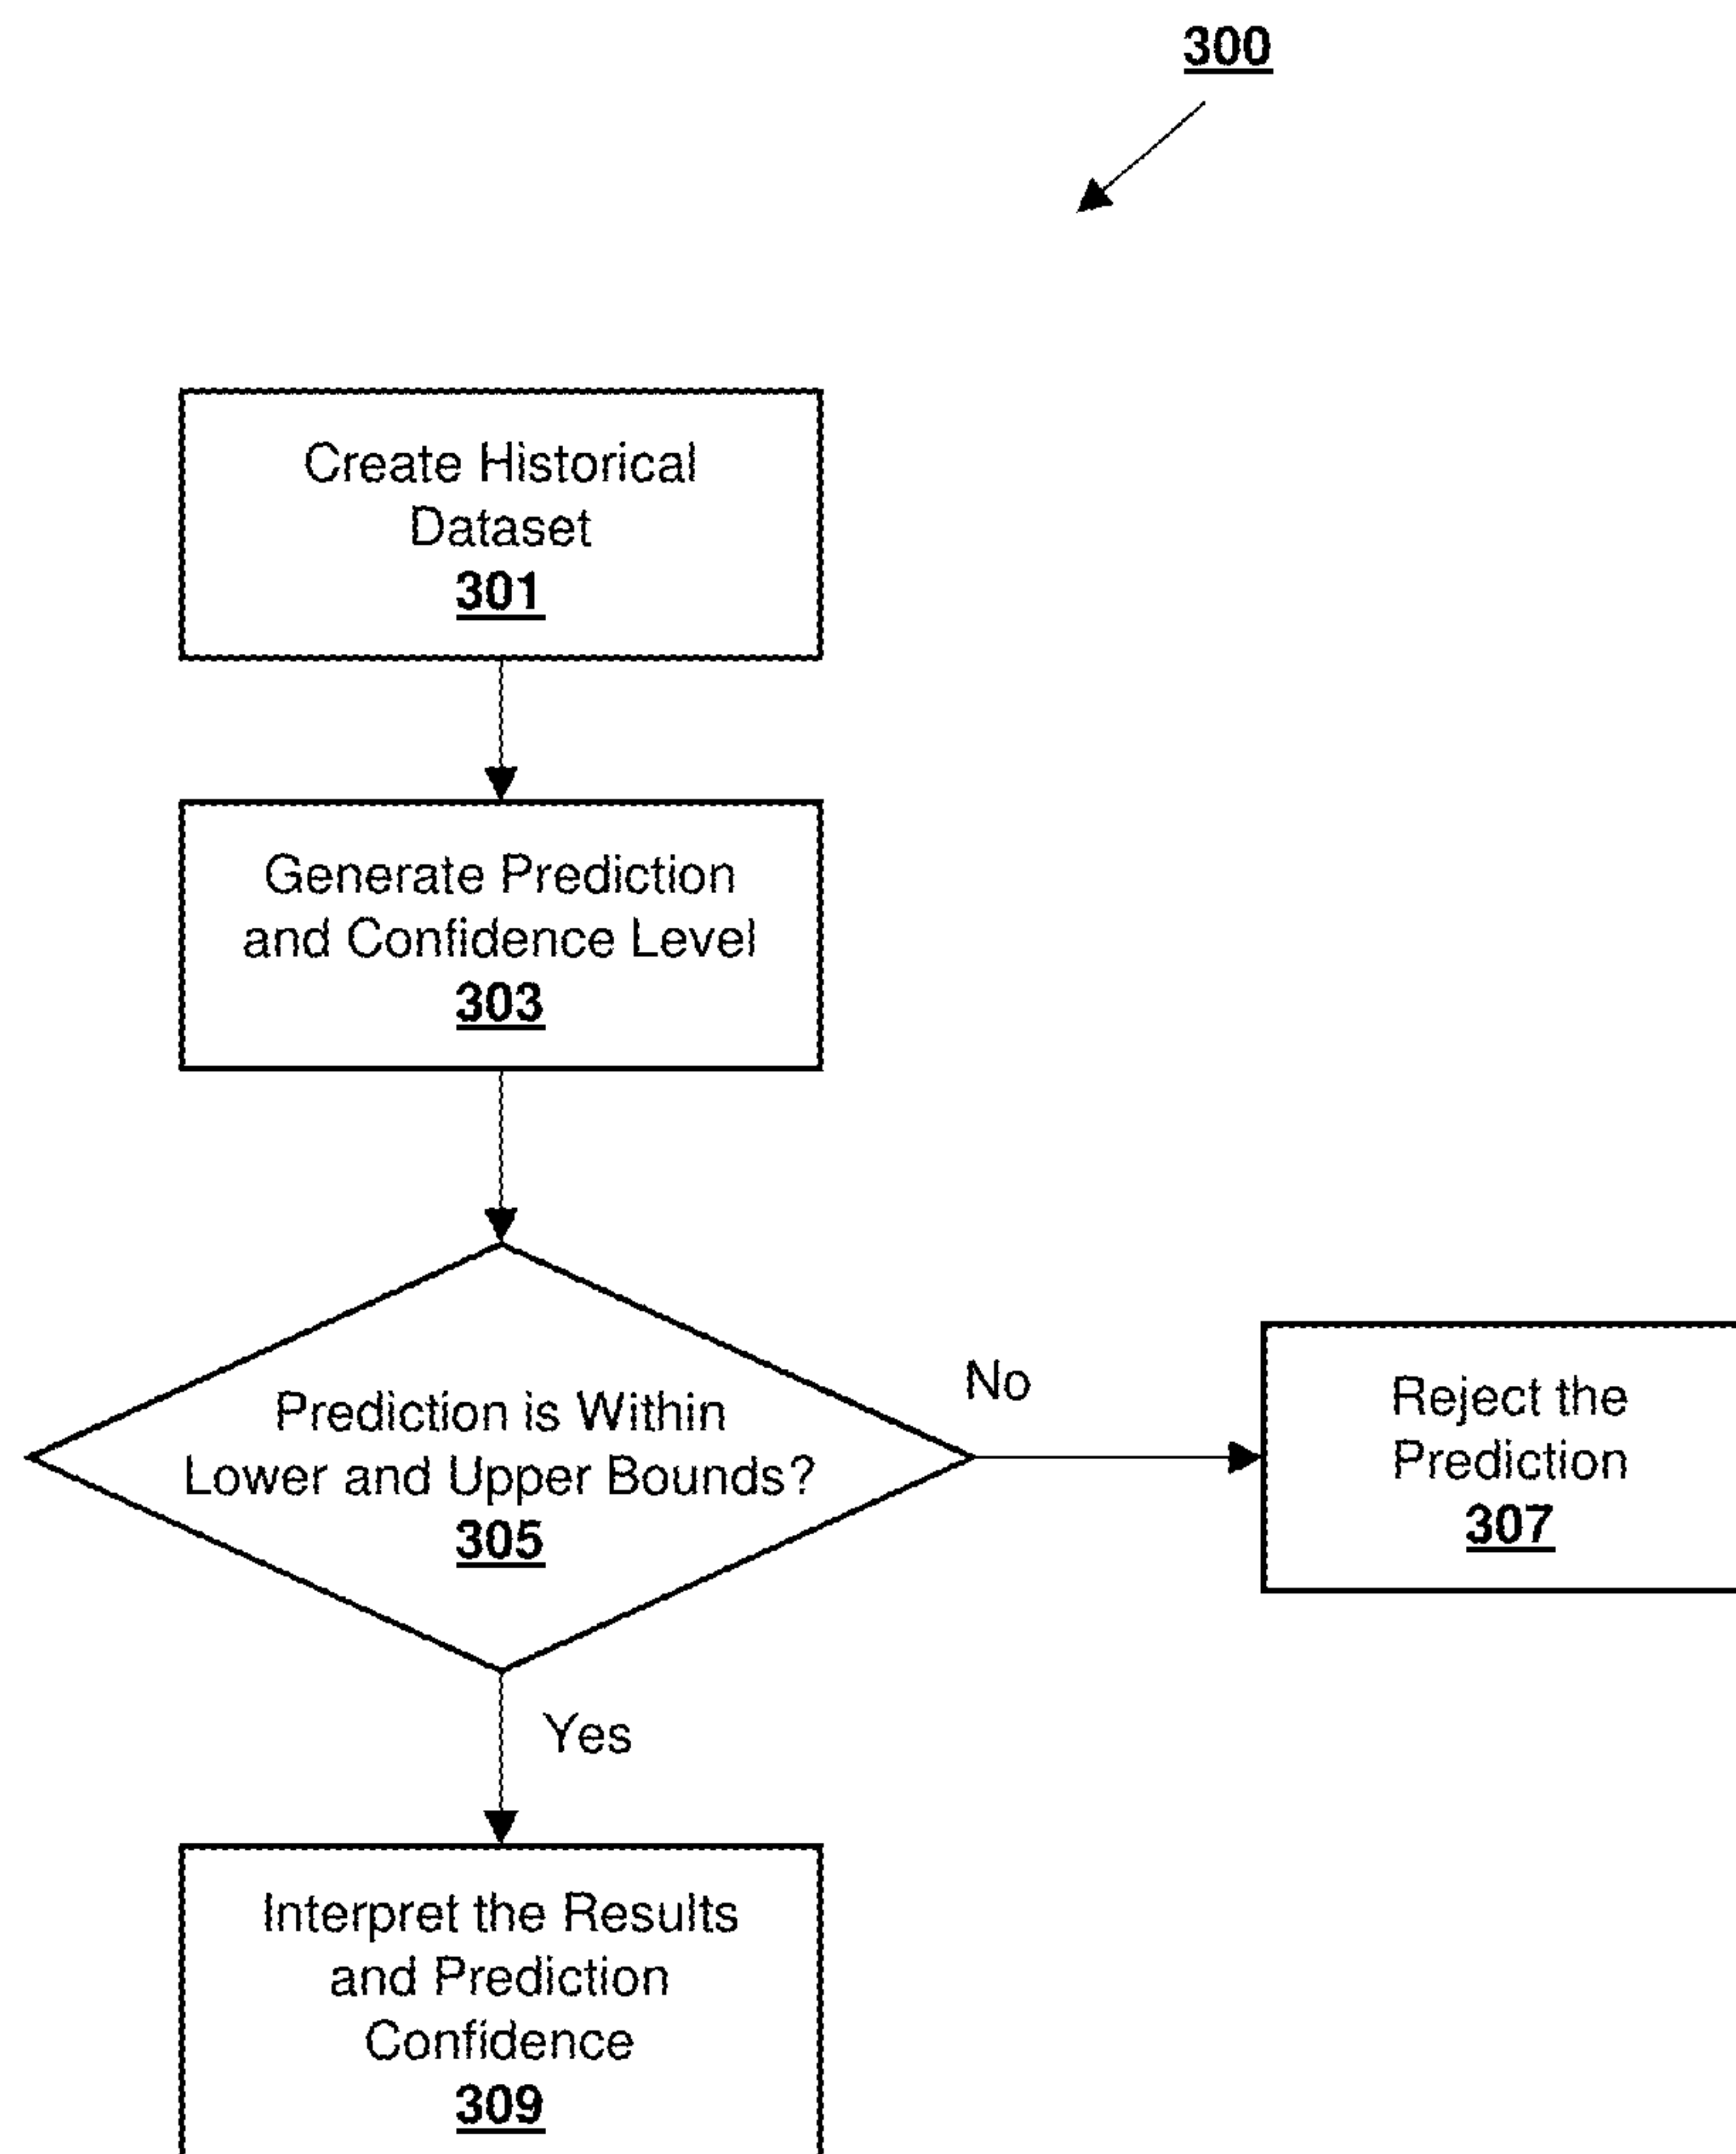 300
Create Historical
Dataset
301
Generate Prediction
and Confidence Level
303
Prediction is Within
Lower and Upper Bounds?
305
No
Reject the
Prediction
307
Yes
Interpret the Results
and Prediction
Confidence
309